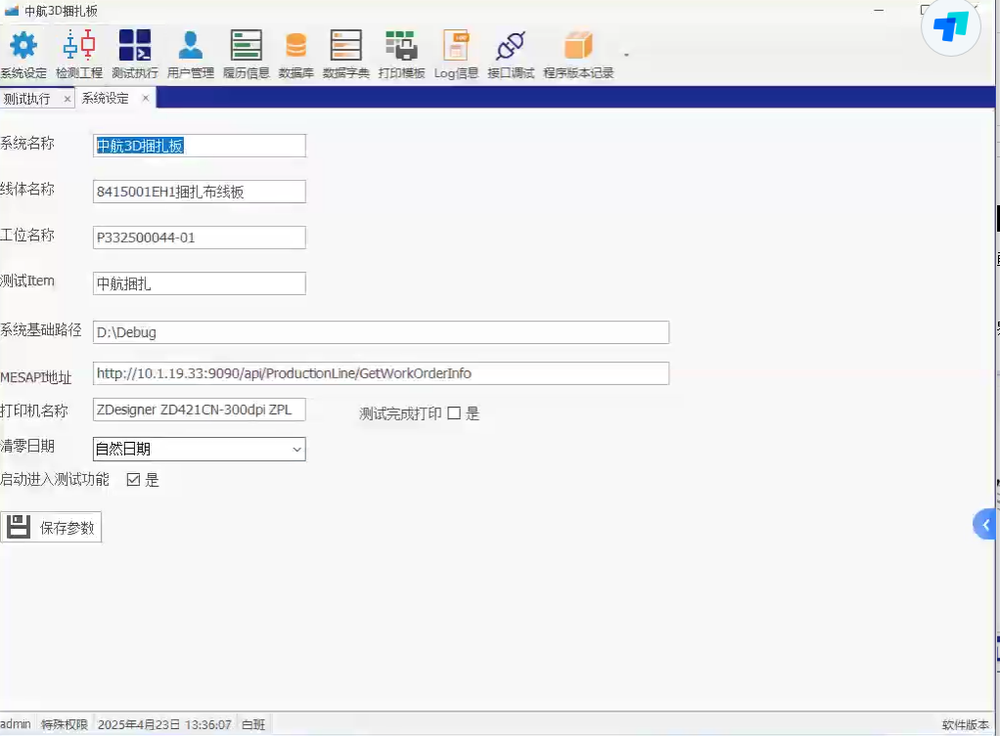 中航3D捆扎板
系统设定 检测工程 测试执行 用户管理 履历信息 数据库 数据字典 打印模板 Log信息 接口调试 程序版本记录
测试执行 × 系统设定 ×
系统名称 中航3D捆扎板
线体名称 8415001EH1捆扎布线板
工位名称 P332500044-01
测试Item 中航捆扎
系统基础路径 D:\Debug
MESAPI地址 http://10.1.19.33:9090/api/ProductionLine/GetWorkOrderInfo
打印机名称 ZDesigner ZD421CN-300dpi ZPL 测试完成打印 是
清零日期 自然日期
启动进入测试功能 是
保存参数
admin 特殊权限 2025年4月23日 13:36:07 白班 软件版本